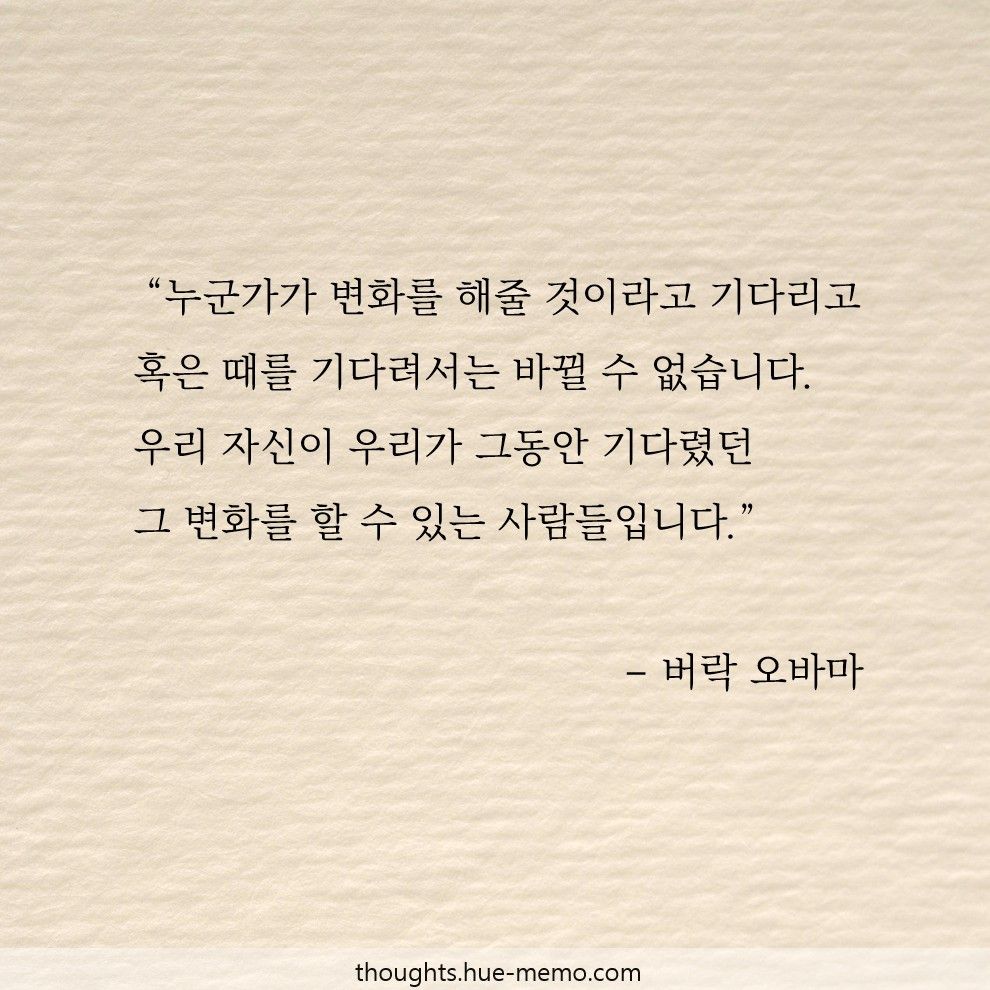 “누군가가 변화를 해줄 것이라고 기다리고
혹은 때를 기다려서는 바뀔 수 없습니다.
우리 자신이 우리가 그동안 기다렸던
그 변화를 할 수 있는 사람들입니다.”
– 버락 오바마
thoughts.hue-memo.com